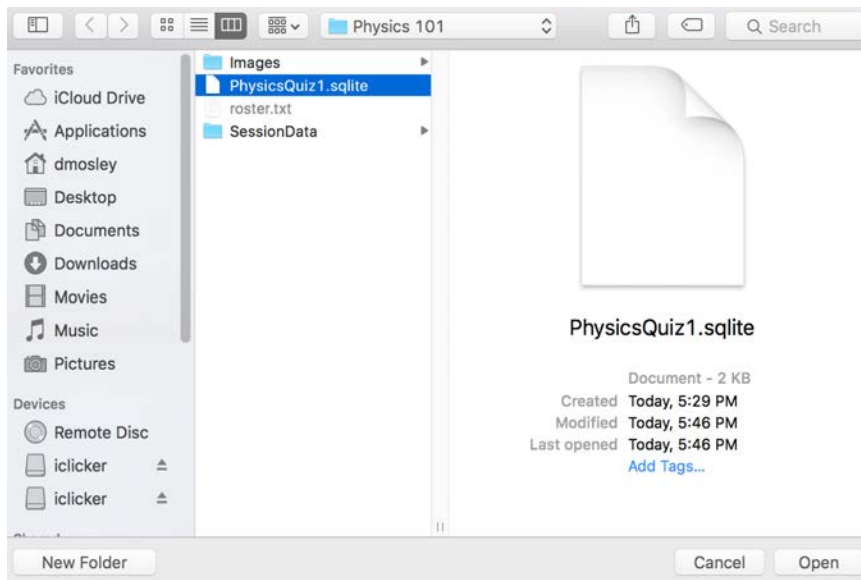 Physics 101
Search
Favorites
iCloud Drive
Applications
dmosley
Desktop
Documents
Downloads
Movies
Music
Pictures
Devices
Remote Disc
iclicker
iclicker
Images
PhysicsQuiz1.sqlite
roster.txt
SessionData
PhysicsQuiz1.sqlite
Document - 2 KB
Created Today, 5:29 PM
Modified Today, 5:46 PM
Last opened Today, 5:46 PM
Add Tags...
New Folder
Cancel
Open